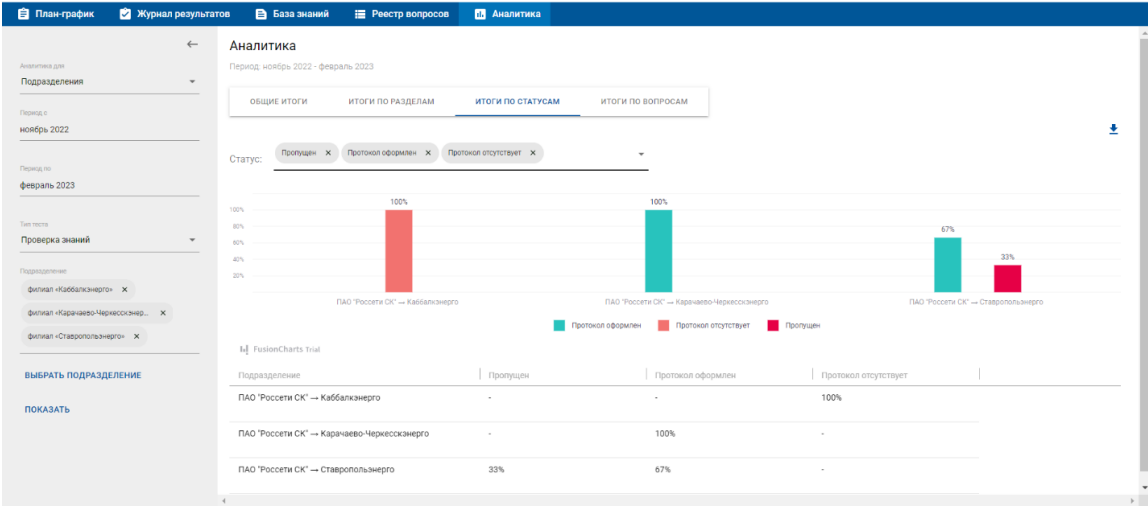 План-график Журнал результатов База знаний Реестр вопросов Аналитика
Аналитика для
Подразделения
Период с
ноябрь 2022
Период по
февраль 2023
Тип теста
Проверка знаний
Подразделение
филиал «Каббалкэнерго»
филиал «Карачаево-Черкесскэнер...
филиал «Ставропольэнерго»
ВЫБРАТЬ ПОДРАЗДЕЛЕНИЕ
ПОКАЗАТЬ
Аналитика
Период: ноябрь 2022 - февраль 2023
ОБЩИЕ ИТОГИ ИТОГИ ПО РАЗДЕЛАМ ИТОГИ ПО СТАТУСАМ ИТОГИ ПО ВОПРОСАМ
Статус: Пропущен Протокол оформлен Протокол отсутствует
100%
80%
60%
40%
20%
100%
100%
67%
33%
ПАО "Россети СК" → Каббалкэнерго
ПАО "Россети СК" → Карачаево-Черкесскэнерго
ПАО "Россети СК" → Ставропольэнерго
Протокол оформлен Протокол отсутствует Пропущен
FusionCharts Trial
Подразделение Пропущен Протокол оформлен Протокол отсутствует
ПАО "Россети СК" → Каббалкэнерго - - 100%
ПАО "Россети СК" → Карачаево-Черкесскэнерго - 100% -
ПАО "Россети СК" → Ставропольэнерго 33% 67% -